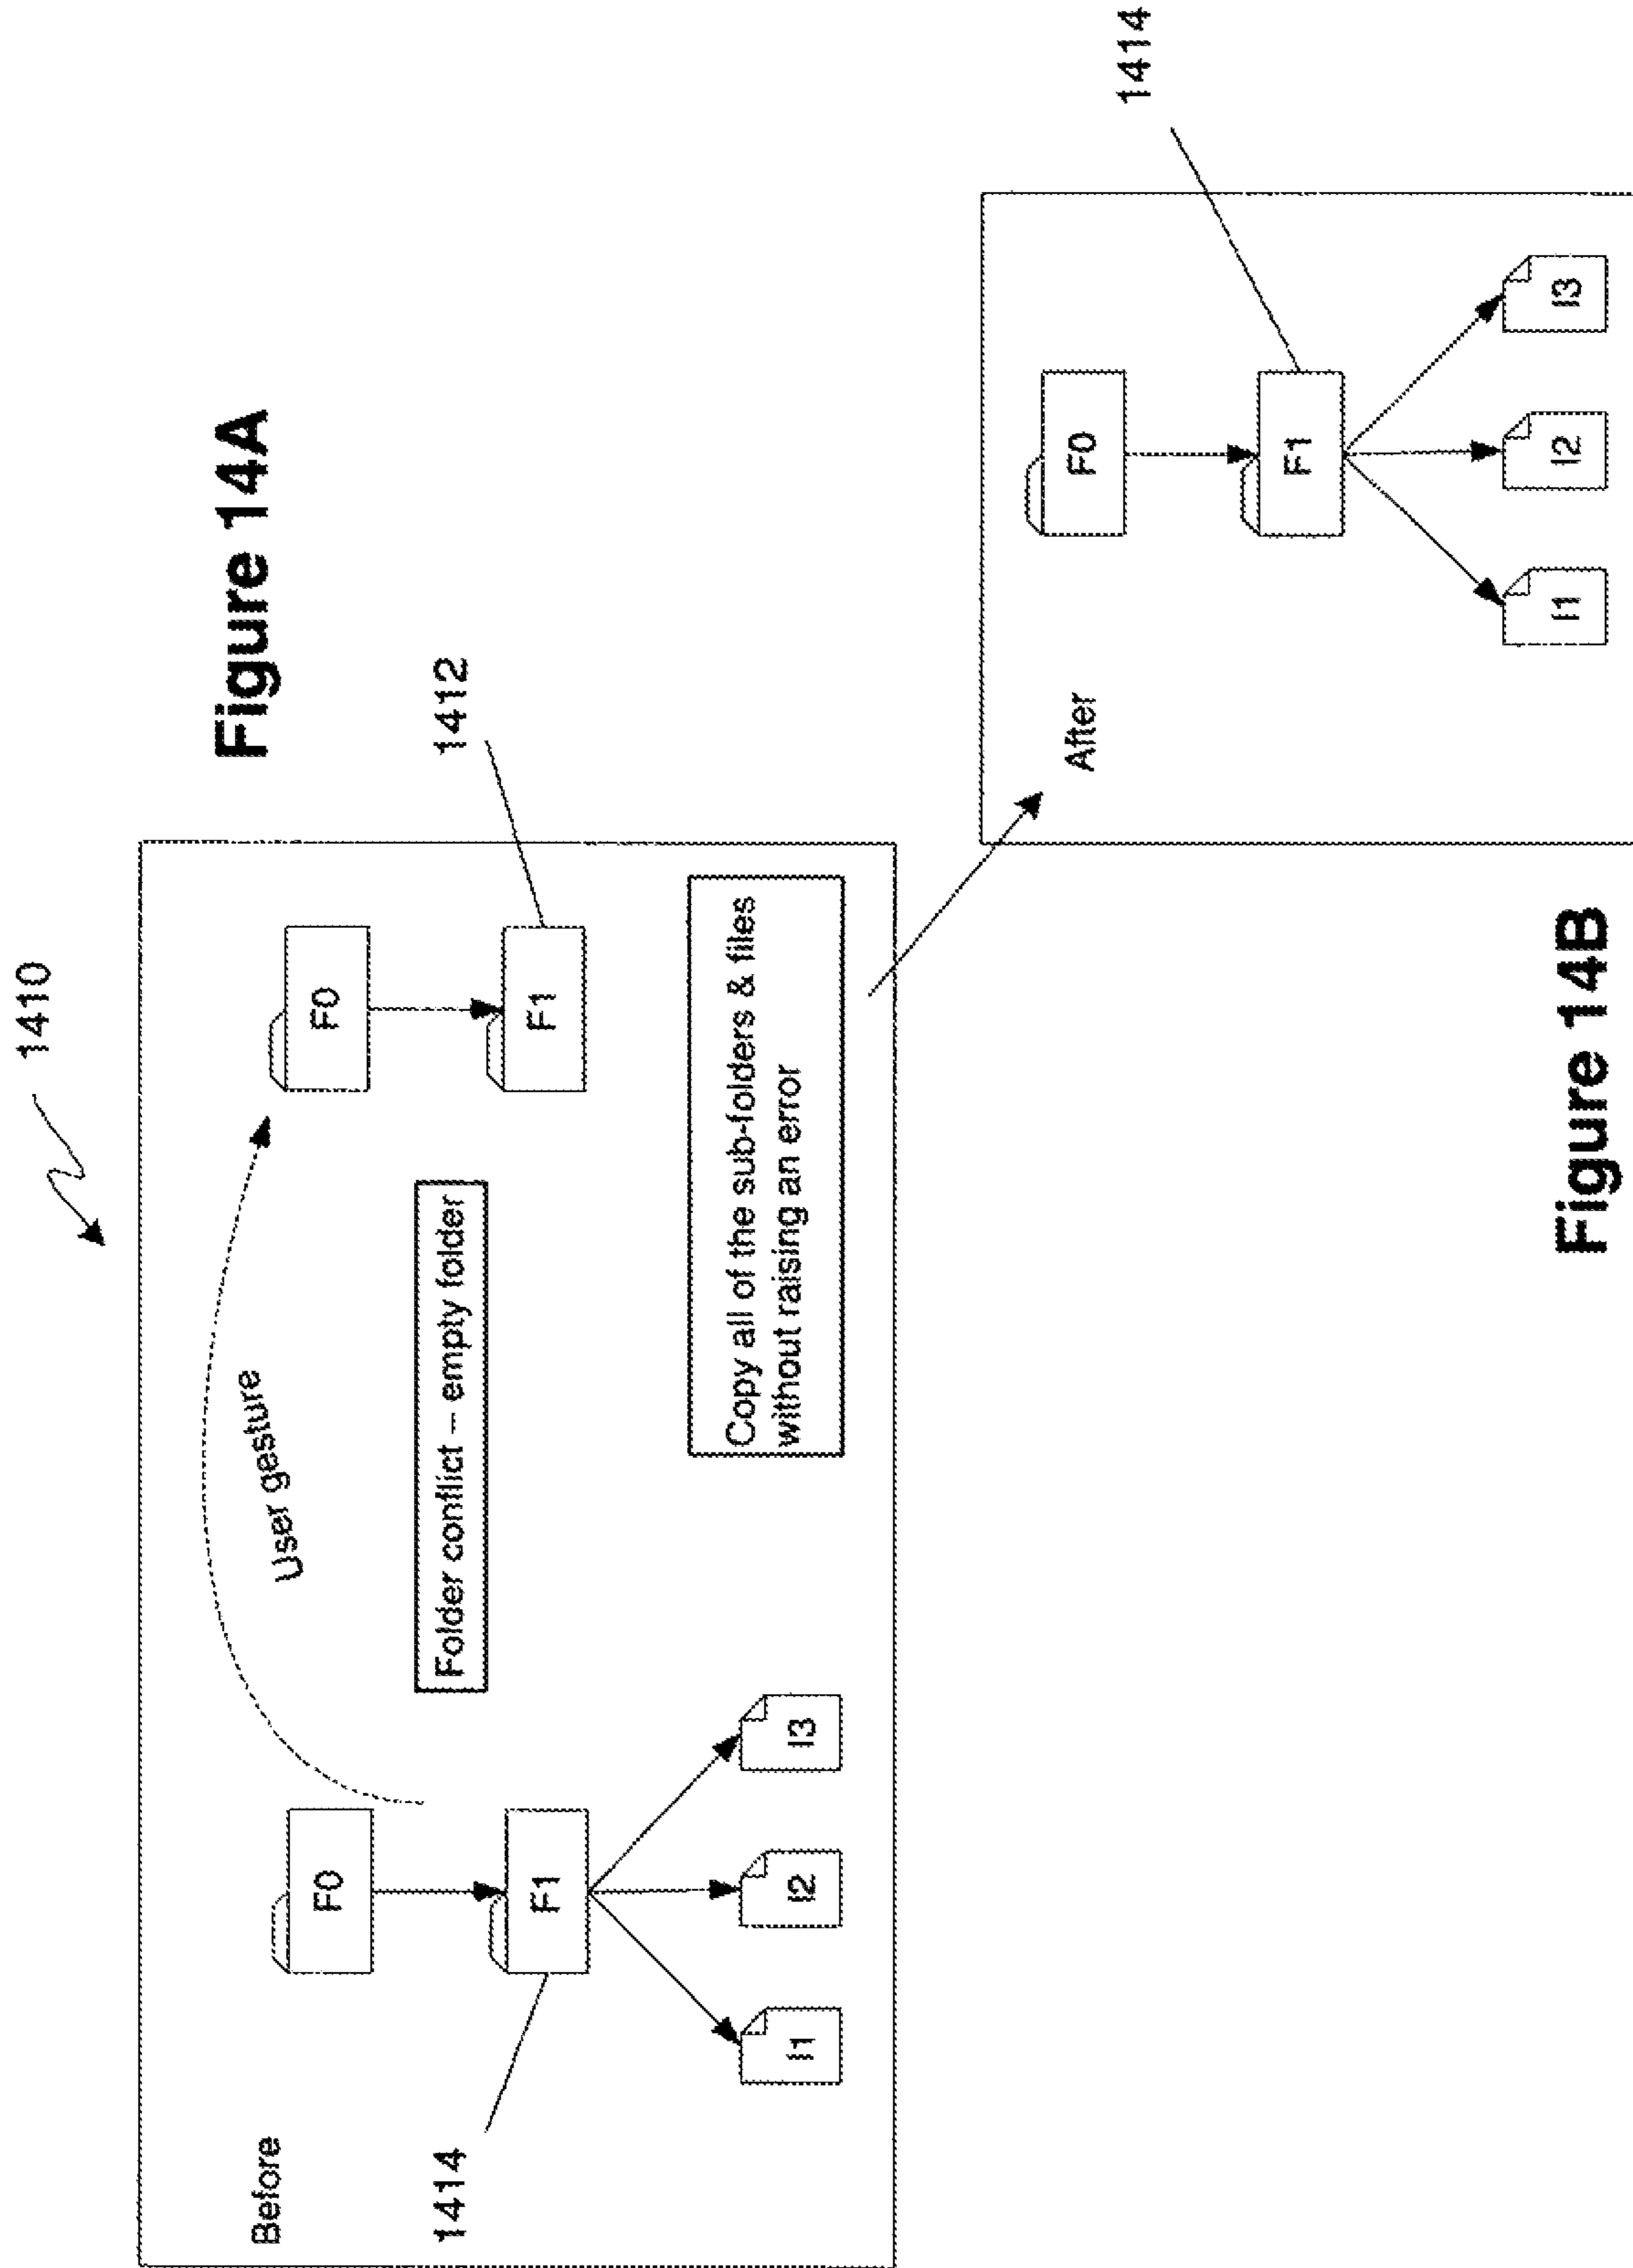 1410
Figure 14A
Before
User gesture
F0
F0
1412
1414
Folder conflict – empty folder
F1
F1
I1
I2
I3
Copy all of the sub-folders & files
without raising an error
After
1414
F0
F1
I1
I2
I3
Figure 14B